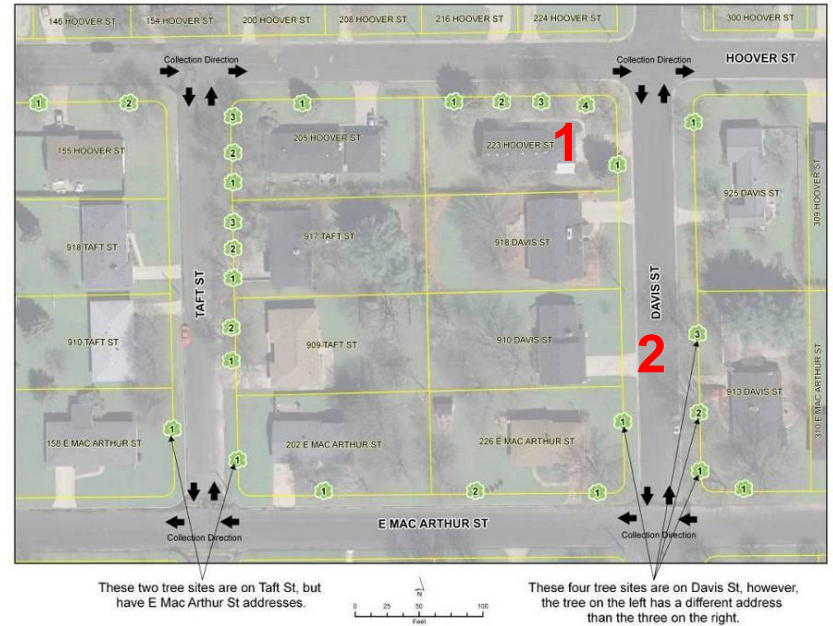 146 HOOVER ST
154 HOOVER ST
200 HOOVER ST
208 HOOVER ST
216 HOOVER ST
224 HOOVER ST
300 HOOVER ST
Collection Direction
Collection Direction
HOOVER ST
1
2
1
1
2
3
4
1
3
2
1
155 HOOVER ST
205 HOOVER ST
223 HOOVER ST
1
1
925 DAVIS ST
309 HOOVER ST
3
2
1
918 TAFT ST
917 TAFT ST
918 DAVIS ST
TAFT ST
DAVIS ST
2
1
910 TAFT ST
909 TAFT ST
910 DAVIS ST
2
3
913 DAVIS ST
310 E MAC ARTHUR ST
1
158 E MAC ARTHUR ST
202 E MAC ARTHUR ST
226 E MAC ARTHUR ST
1
2
1
1
1
2
1
1
E MAC ARTHUR ST
Collection Direction
Collection Direction
These two tree sites are on Taft St, but
have E Mac Arthur St addresses.
N
0 25 50 100
Feet
These four tree sites are on Davis St, however,
the tree on the left has a different address
than the three on the right.